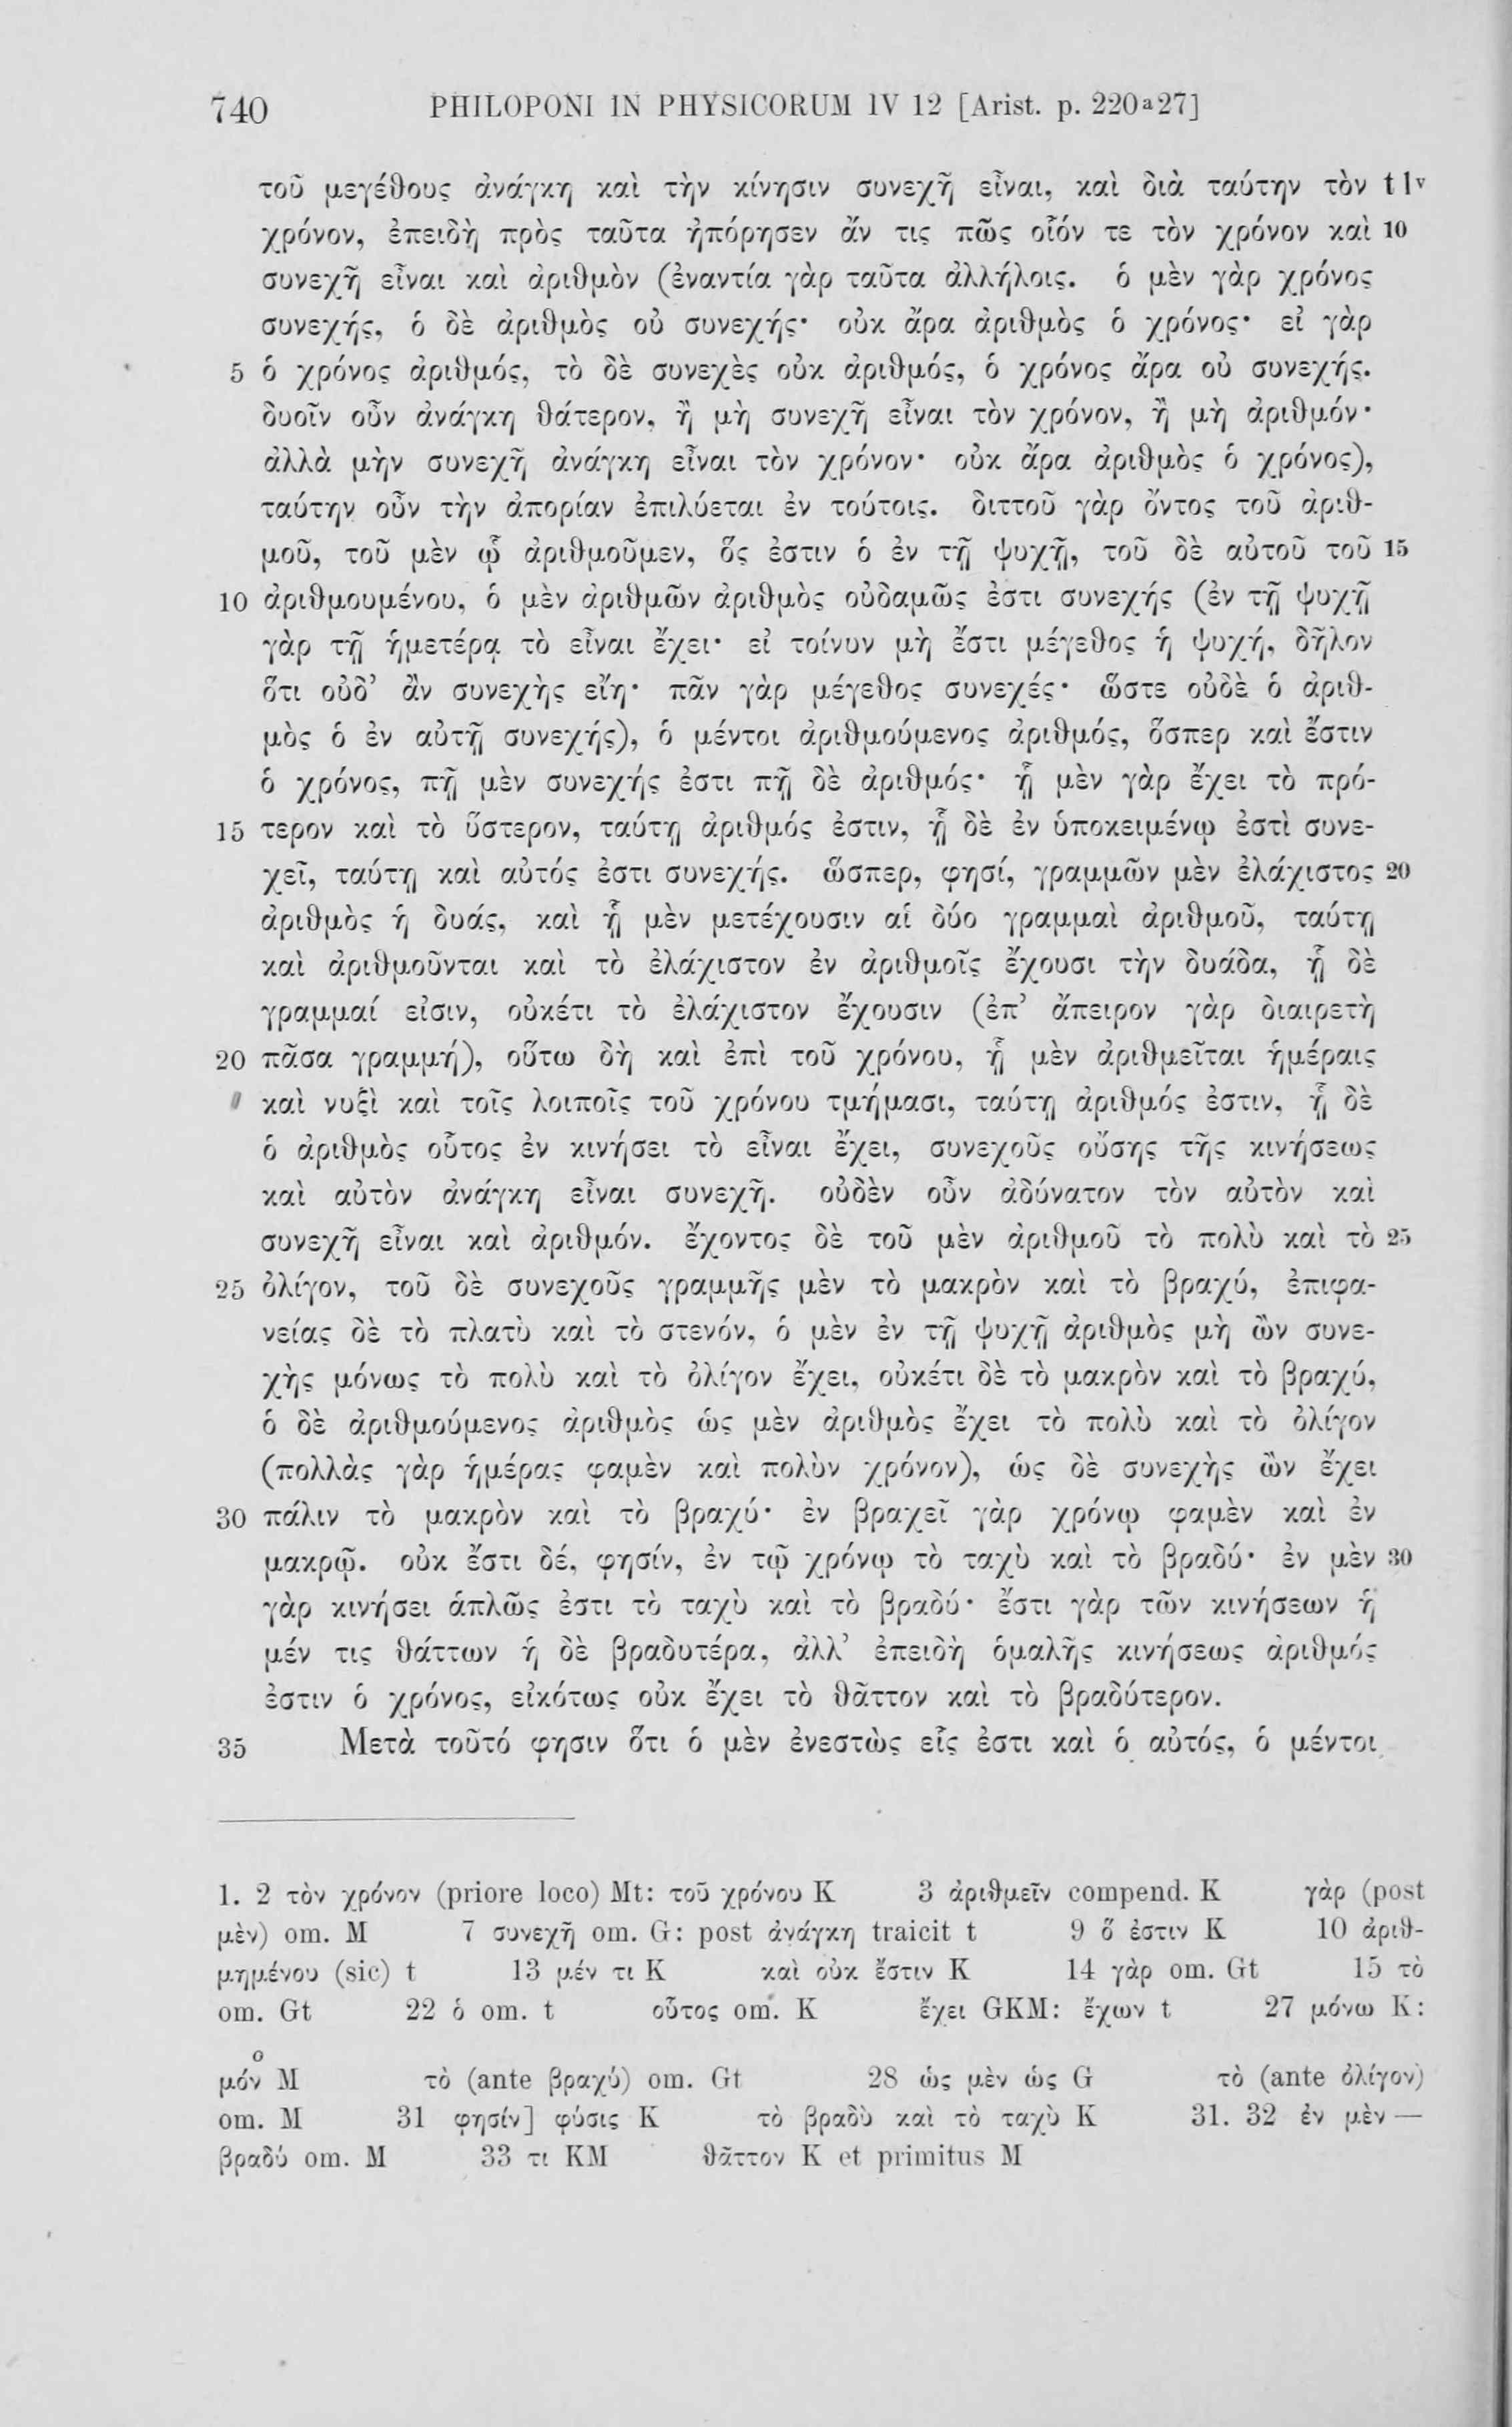 740 PHILOPONI IN PHYSICORUM IV 12 [Arist. p. 220a27]
τοῦ μεγέθους ἀνάγκη καὶ τὴν κίνησιν συνεχῆ εἶναι, καὶ διὰ ταύτην τὸν t 1v
χρόνον, ἐπειδὴ πρὸς ταῦτα ἠπόρησεν ἄν τις πῶς οἷόν τε τὸν χρόνον καὶ 10
συνεχῆ εἶναι καὶ ἀριθμὸν (ἐναντία γὰρ ταῦτα ἀλλήλοις. ὁ μὲν γὰρ χρόνος
συνεχής, ὁ δὲ ἀριθμὸς οὐ συνεχής· οὐκ ἄρα ἀριθμὸς ὁ χρόνος· εἰ γὰρ
5 ὁ χρόνος ἀριθμός, τὸ δὲ συνεχὲς οὐκ ἀριθμός, ὁ χρόνος ἄρα οὐ συνεχής.
δυοῖν οὖν ἀνάγκη θάτερον, ἢ μὴ συνεχῆ εἶναι τὸν χρόνον, ἢ μὴ ἀριθμόν·
ἀλλὰ μὴν συνεχῆ ἀνάγκη εἶναι τὸν χρόνον· οὐκ ἄρα ἀριθμὸς ὁ χρόνος),
ταύτην οὖν τὴν ἀπορίαν ἐπιλύεται ἐν τούτοις. διττοῦ γὰρ ὄντος τοῦ ἀριθ-
μοῦ, τοῦ μὲν ᾧ ἀριθμοῦμεν, ὅς ἐστιν ὁ ἐν τῇ ψυχῇ, τοῦ δὲ αὐτοῦ τοῦ 15
10 ἀριθμουμένου, ὁ μὲν ἀριθμῶν ἀριθμὸς οὐδαμῶς ἐστι συνεχής (ἐν τῇ ψυχῇ
γὰρ τῇ ἡμετέρᾳ τὸ εἶναι ἔχει· εἰ τοίνυν μὴ ἔστι μέγεθος ἡ ψυχή, δῆλον
ὅτι οὐδ’ ἂν συνεχὴς εἴη· πᾶν γὰρ μέγεθος συνεχές· ὥστε οὐδὲ ὁ ἀριθ-
μὸς ὁ ἐν αὐτῇ συνεχής), ὁ μέντοι ἀριθμούμενος ἀριθμός, ὅσπερ καὶ ἔστιν
ὁ χρόνος, πῇ μὲν συνεχής ἐστι πῇ δὲ ἀριθμός· ᾗ μὲν γὰρ ἔχει τὸ πρό-
15 τερον καὶ τὸ ὕστερον, ταύτῃ ἀριθμός ἐστιν, ᾗ δὲ ἐν ὑποκειμένῳ ἐστὶ συνε-
χεῖ, ταύτῃ καὶ αὐτός ἐστι συνεχής. ὥσπερ, φησί, γραμμῶν μὲν ἐλάχιστος 20
ἀριθμὸς ἡ δυάς, καὶ ᾗ μὲν μετέχουσιν αἱ δύο γραμμαὶ ἀριθμοῦ, ταύτῃ
καὶ ἀριθμοῦνται καὶ τὸ ἐλάχιστον ἐν ἀριθμοῖς ἔχουσι τὴν δυάδα, ᾗ δὲ
γραμμαί εἰσιν, οὐκέτι τὸ ἐλάχιστον ἔχουσιν (ἐπ’ ἄπειρον γὰρ διαιρετὴ
20 πᾶσα γραμμή), οὕτω δὴ καὶ ἐπὶ τοῦ χρόνου, ᾗ μὲν ἀριθμεῖται ἡμέραις
καὶ νυξὶ καὶ τοῖς λοιποῖς τοῦ χρόνου τμήμασι, ταύτῃ ἀριθμός ἐστιν, ᾗ δὲ
ὁ ἀριθμὸς οὗτος ἐν κινήσει τὸ εἶναι ἔχει, συνεχοῦς οὔσης τῆς κινήσεως
καὶ αὐτὸν ἀνάγκη εἶναι συνεχῆ. οὐδὲν οὖν ἀδύνατον τὸν αὐτὸν καὶ
συνεχῆ εἶναι καὶ ἀριθμόν. ἔχοντος δὲ τοῦ μὲν ἀριθμοῦ τὸ πολὺ καὶ τὸ 25
25 ὀλίγον, τοῦ δὲ συνεχοῦς γραμμῆς μὲν τὸ μακρὸν καὶ τὸ βραχύ, ἐπιφα-
νείας δὲ τὸ πλατὺ καὶ τὸ στενόν, ὁ μὲν ἐν τῇ ψυχῇ ἀριθμὸς μὴ ὢν συνε-
χὴς μόνως τὸ πολὺ καὶ τὸ ὀλίγον ἔχει, οὐκέτι δὲ τὸ μακρὸν καὶ τὸ βραχύ,
ὁ δὲ ἀριθμούμενος ἀριθμὸς ὡς μὲν ἀριθμὸς ἔχει τὸ πολὺ καὶ τὸ ὀλίγον
(πολλὰς γὰρ ἡμέρας φαμὲν καὶ πολὺν χρόνον), ὡς δὲ συνεχὴς ὢν ἔχει
30 πάλιν τὸ μακρὸν καὶ τὸ βραχύ· ἐν βραχεῖ γὰρ χρόνῳ φαμὲν καὶ ἐν
μακρῷ. οὐκ ἔστι δέ, φησίν, ἐν τῷ χρόνῳ τὸ ταχὺ καὶ τὸ βραδύ· ἐν μὲν 30
γὰρ κινήσει ἁπλῶς ἐστι τὸ ταχὺ καὶ τὸ βραδύ· ἔστι γὰρ τῶν κινήσεων ἡ
μέν τις θάττων ἡ δὲ βραδυτέρα, ἀλλ’ ἐπειδὴ ὁμαλῆς κινήσεως ἀριθμός
ἐστιν ὁ χρόνος, εἰκότως οὐκ ἔχει τὸ θᾶττον καὶ τὸ βραδύτερον.
35 Μετὰ τοῦτό φησιν ὅτι ὁ μὲν ἐνεστὼς εἷς ἐστι καὶ ὁ αὐτός, ὁ μέντοι
1. 2 τὸν χρόνον (priore loco) Mt: τοῦ χρόνου K 3 ἀριθμεῖν compend. K γὰρ (post
μὲν) om. M 7 συνεχῆ om. G: post ἀνάγκη traicit t 9 ὅ ἐστιν K 10 ἀριθ-
μημένου (sic) t 13 μέν τι K καὶ οὐκ ἔστιν K 14 γὰρ om. Gt 15 τὸ
om. Gt 22 ὁ om. t οὗτος om. K ἔχει GKM: ἔχων t 27 μόνω K:
μόνο M τὸ (ante βραχύ) om. Gt 28 ὡς μὲν ὡς G τὸ (ante ὀλίγον)
om. M 31 φησίν] φύσις K τὸ βραδὺ καὶ τὸ ταχὺ K 31. 32 ἐν μὲν —
βραδύ om. M 33 τι KM θᾶττον K et primitus M